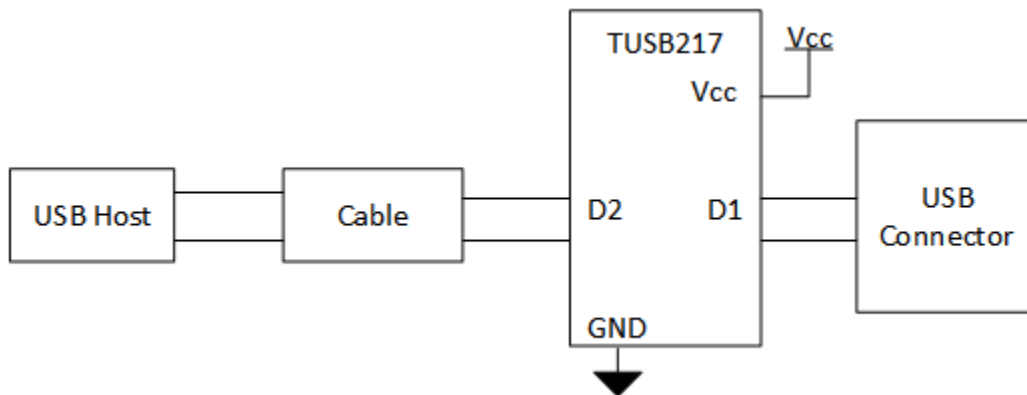 TUSB217
Vcc
Vcc
USB Host
Cable
D2
D1
USB
Connector
GND